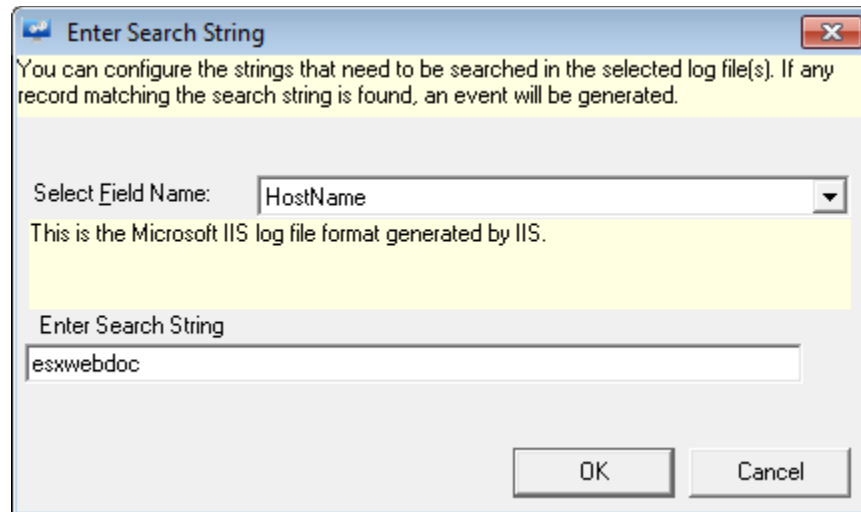 Enter Search String
You can configure the strings that need to be searched in the selected log file(s). If any
record matching the search string is found, an event will be generated.
Select Field Name: HostName
This is the Microsoft IIS log file format generated by IIS.
Enter Search String
esxwebdoc
OK Cancel